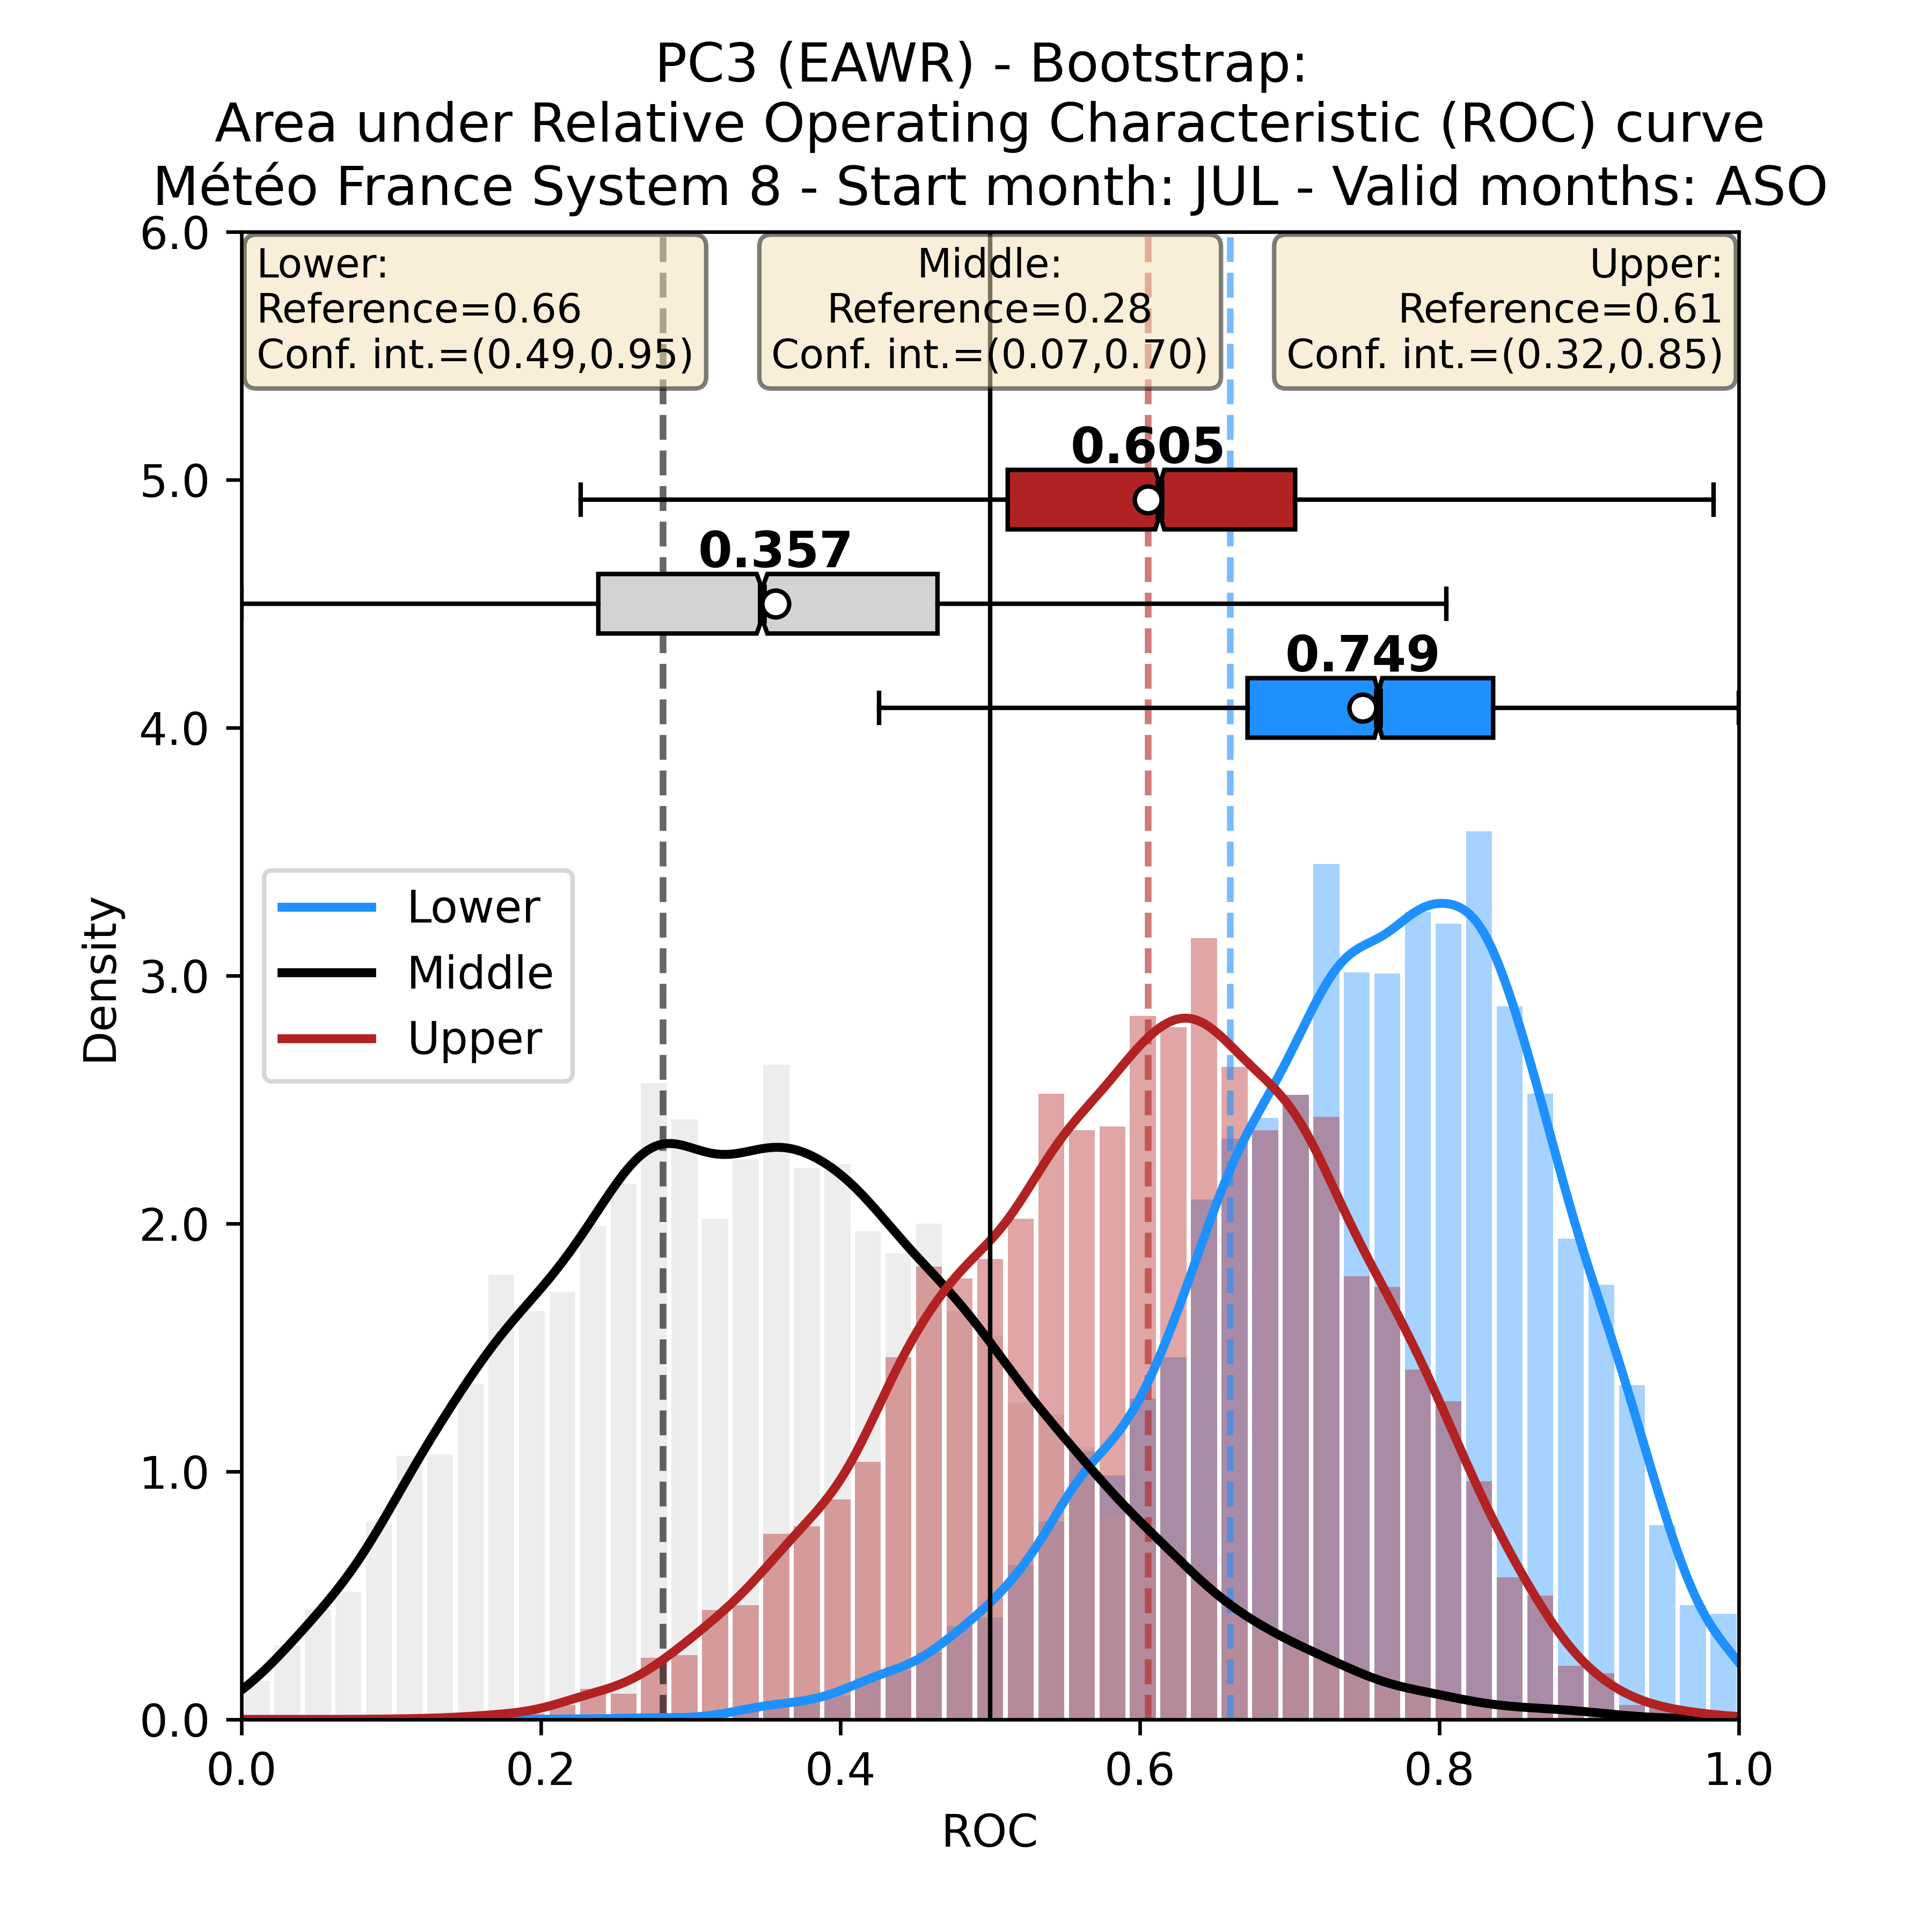 PC3 (EAWR) - Bootstrap:
Area under Relative Operating Characteristic (ROC) curve
Météo France System 8 - Start month: JUL - Valid months: ASO
Lower:
Reference=0.66
Conf. int.=(0.49,0.95)
Middle:
Reference=0.28
Conf. int.=(0.07,0.70)
Upper:
Reference=0.61
Conf. int.=(0.32,0.85)
0.605
0.357
0.749
Lower
Middle
Upper
Density
6.0
5.0
4.0
3.0
2.0
1.0
0.0
0.0 0.2 0.4 0.6 0.8 1.0
ROC